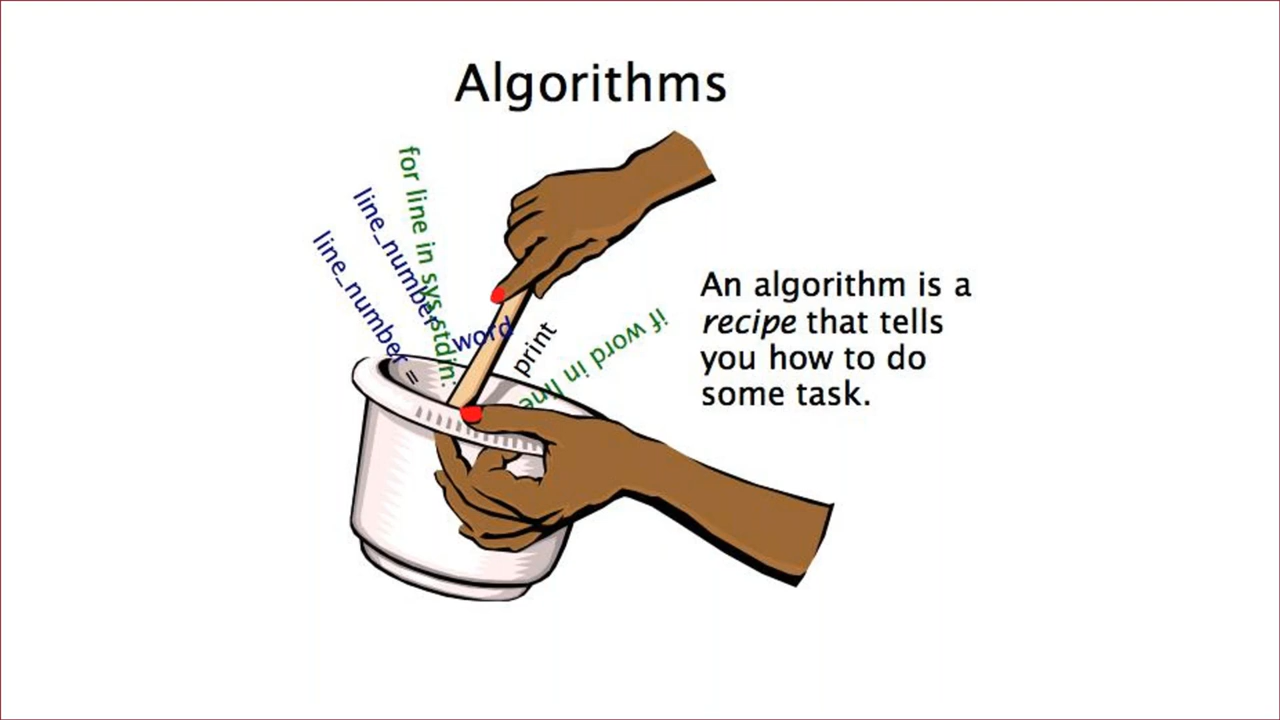 Algorithms
for line in sys.stdin:
line_number
line_number =
word
print
if word in line
An algorithm is a
recipe that tells
you how to do
some task.